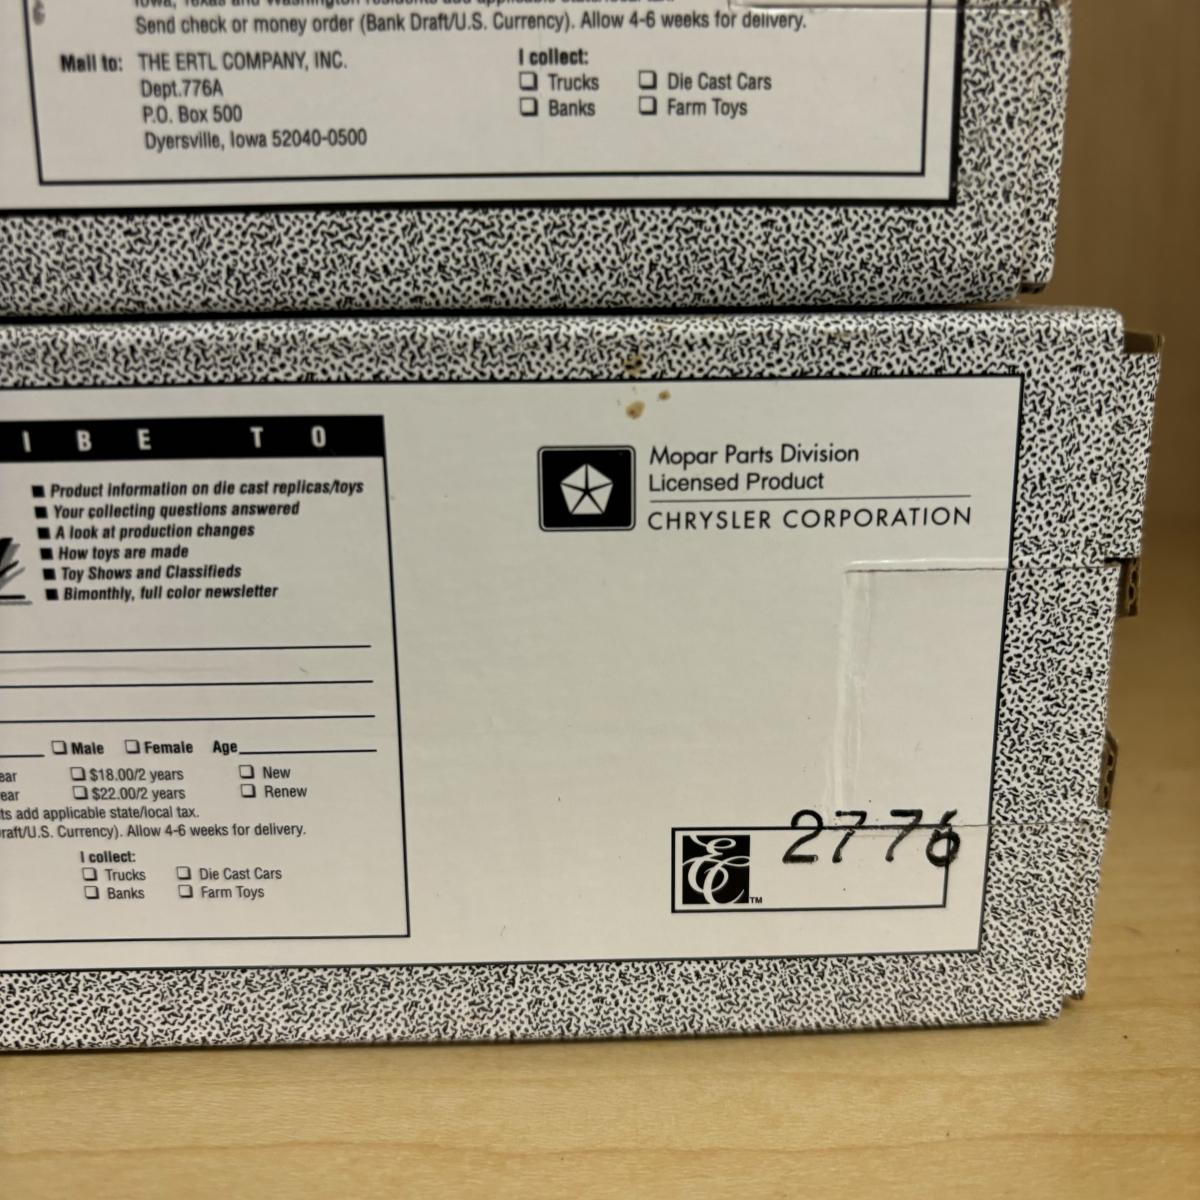 Send check or money order (Bank Draft/U.S. Currency). Allow 4-6 weeks for delivery.
Mail to: THE ERTL COMPANY, INC.
Dept.776A
P.O. Box 500
Dyersville, Iowa 52040-0500
I collect:
Trucks Die Cast Cars
Banks Farm Toys
I B E T O
Product information on die cast replicas/toys
Your collecting questions answered
A look at production changes
How toys are made
Toy Shows and Classifieds
Bimonthly, full color newsletter
Male Female Age
ear $18.00/2 years New
ear $22.00/2 years Renew
ts add applicable state/local tax.
raft/U.S. Currency). Allow 4-6 weeks for delivery.
I collect:
Trucks Die Cast Cars
Banks Farm Toys
Mopar Parts Division
Licensed Product
CHRYSLER CORPORATION
2776
TM